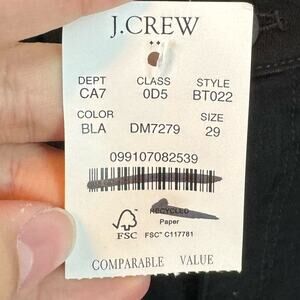 J.CREW
DEPT CLASS STYLE
CA7 0D5 BT022
COLOR SIZE
BLA DM7279 29
099107082539
RECYCLED
Paper
FSC FSC™ C117781
COMPARABLE VALUE